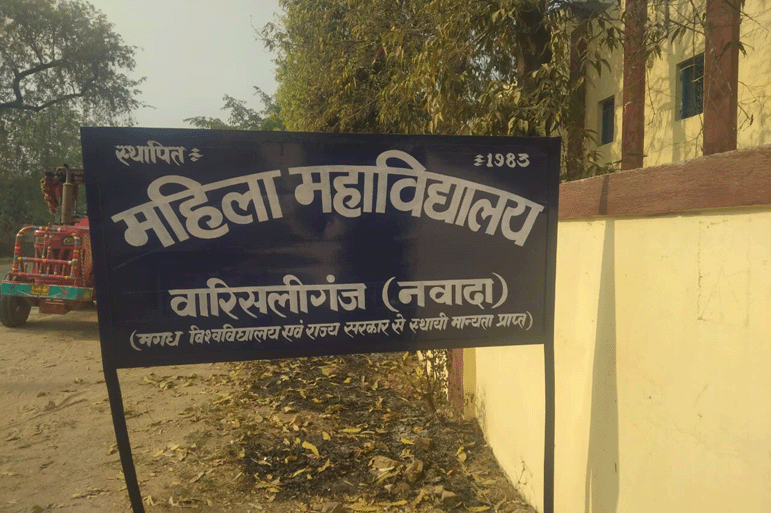 स्थापित :- :- 1983
महिला महाविद्यालय
वारिसलीगंज (नवादा)
(मगध विश्वविद्यालय एवं राज्य सरकार से स्थायी मान्यता प्राप्त)